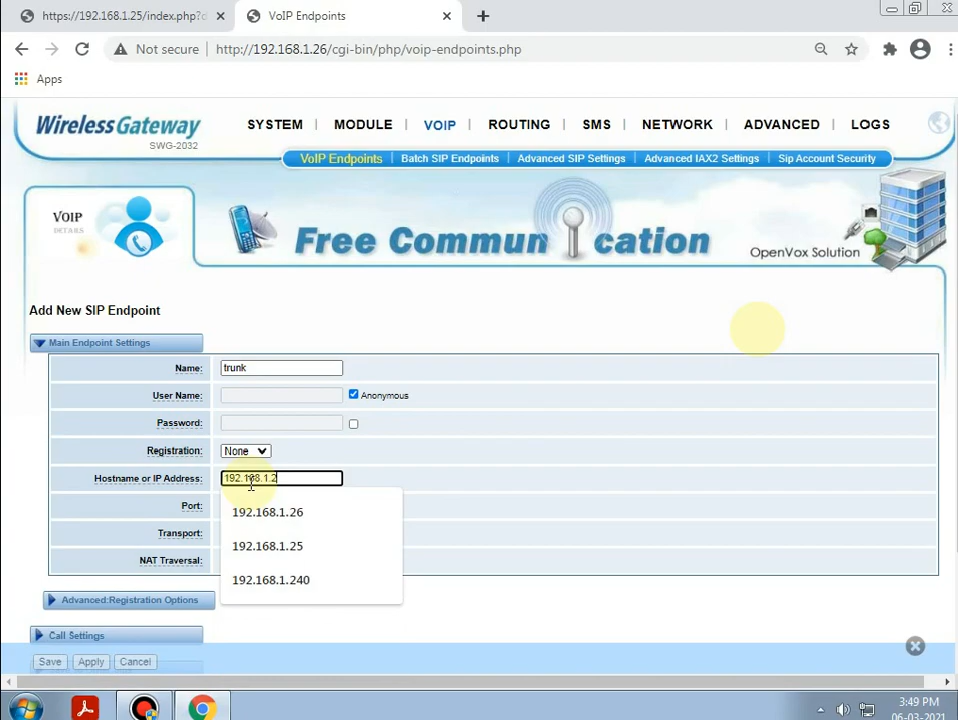 https://192.168.1.25/index.php?c
VoIP Endpoints
Not secure
http://192.168.1.26/cgi-bin/php/voip-endpoints.php
Apps
WirelessGateway
SWG-2032
SYSTEM | MODULE | VOIP | ROUTING | SMS | NETWORK | ADVANCED | LOGS
VoIP Endpoints | Batch SIP Endpoints | Advanced SIP Settings | Advanced IAX2 Settings | Sip Account Security
VOIP
DETAILS
Free Commun cation
OpenVox Solution
Add New SIP Endpoint
Main Endpoint Settings
Name: trunk
User Name: Anonymous
Password:
Registration: None
Hostname or IP Address: 192.168.1.2
Port:
Transport:
NAT Traversal:
192.168.1.26
192.168.1.25
192.168.1.240
Advanced:Registration Options
Call Settings
Save Apply Cancel
3:49 PM
06-03-2021